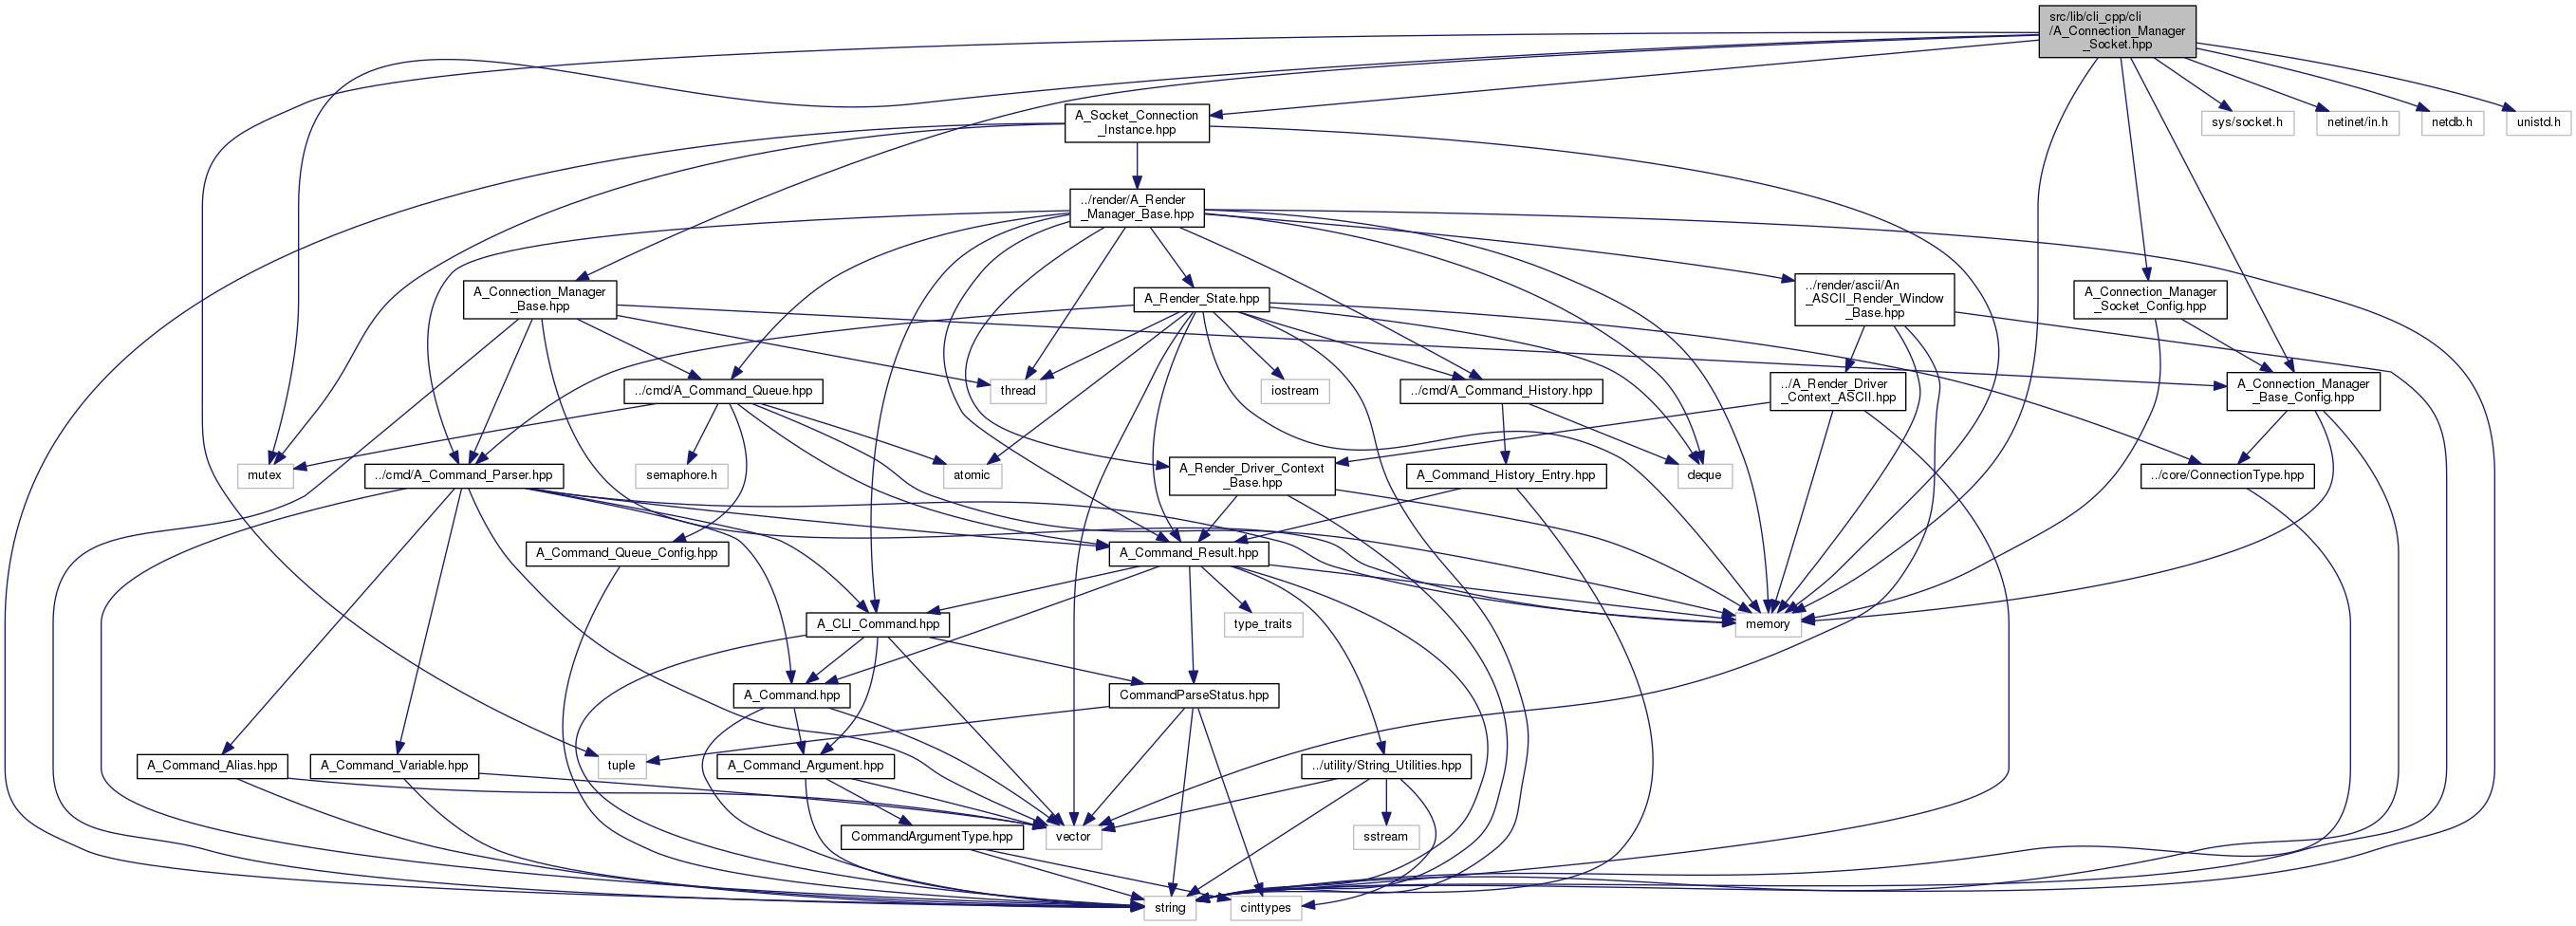 src/lib/cli_cpp/cli
/A_Connection_Manager
_Socket.hpp
A_Socket_Connection
_Instance.hpp
sys/socket.h
netinet/in.h
netdb.h
unistd.h
../render/A_Render
_Manager_Base.hpp
A_Connection_Manager
_Base.hpp
A_Render_State.hpp
../render/ascii/An
_ASCII_Render_Window
_Base.hpp
A_Connection_Manager
_Socket_Config.hpp
../cmd/A_Command_Queue.hpp
thread
iostream
../cmd/A_Command_History.hpp
../A_Render_Driver
_Context_ASCII.hpp
A_Connection_Manager
_Base_Config.hpp
mutex
../cmd/A_Command_Parser.hpp
semaphore.h
atomic
A_Render_Driver_Context
_Base.hpp
A_Command_History_Entry.hpp
deque
../core/ConnectionType.hpp
A_Command_Queue_Config.hpp
A_Command_Result.hpp
A_CLI_Command.hpp
type_traits
memory
A_Command.hpp
CommandParseStatus.hpp
A_Command_Alias.hpp
A_Command_Variable.hpp
tuple
A_Command_Argument.hpp
../utility/String_Utilities.hpp
CommandArgumentType.hpp
vector
sstream
string
cinttypes